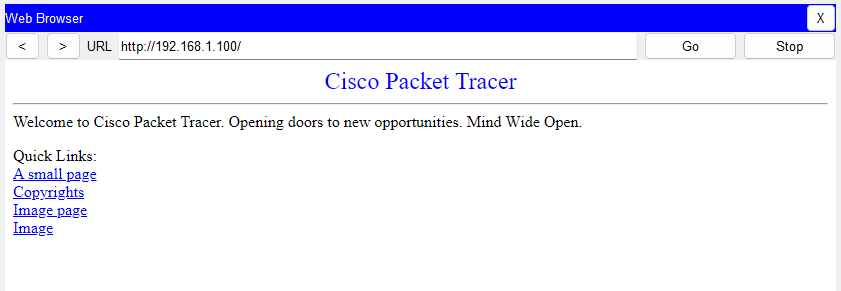 Web Browser X
< > URL http://192.168.1.100/ Go Stop
Cisco Packet Tracer
Welcome to Cisco Packet Tracer. Opening doors to new opportunities. Mind Wide Open.
Quick Links:
A small page
Copyrights
Image page
Image